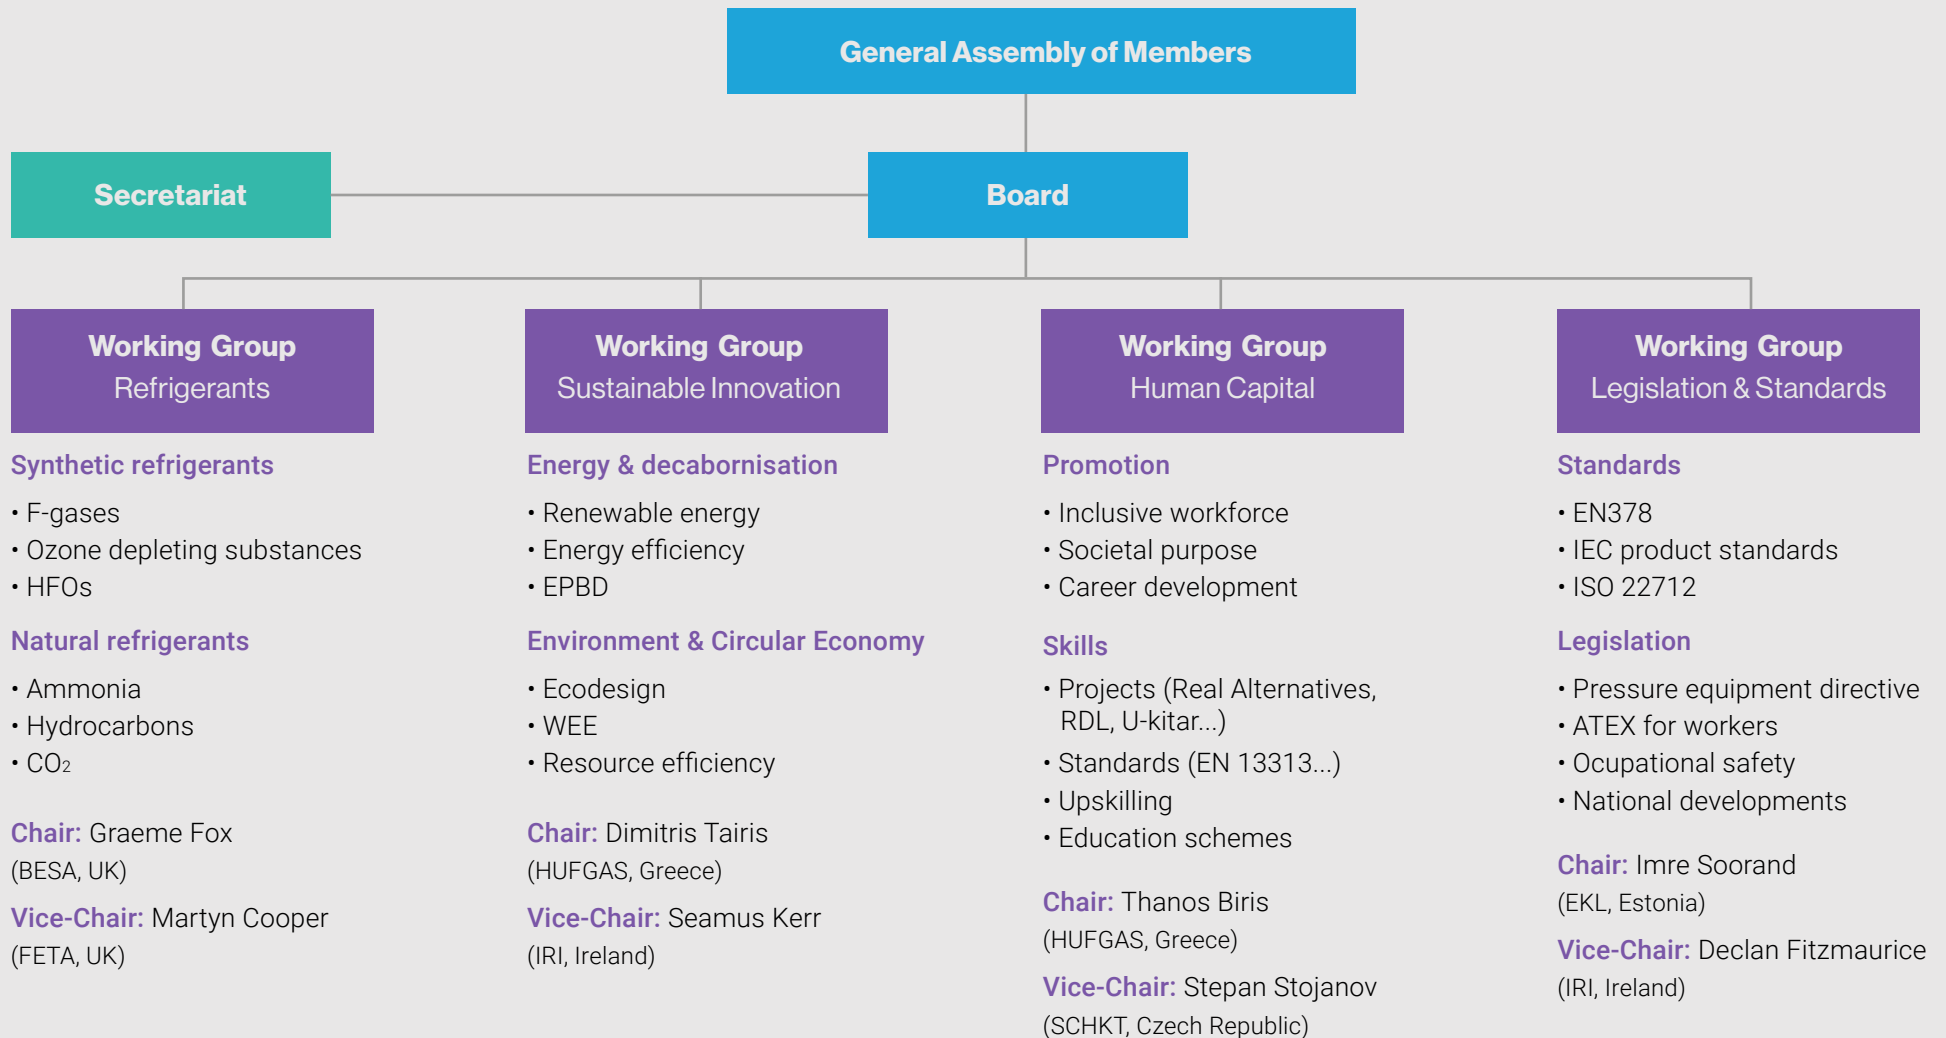 General Assembly of Members
Secretariat
Board
Working Group
Refrigerants
Synthetic refrigerants
• F-gases
• Ozone depleting substances
• HFOs
Natural refrigerants
• Ammonia
• Hydrocarbons
• CO₂
Chair: Graeme Fox
(BESA, UK)
Vice-Chair: Martyn Cooper
(FETA, UK)
Working Group
Sustainable Innovation
Energy & decabornisation
• Renewable energy
• Energy efficiency
• EPBD
Environment & Circular Economy
• Ecodesign
• WEE
• Resource efficiency
Chair: Dimitris Tairis
(HUFGAS, Greece)
Vice-Chair: Seamus Kerr
(IRI, Ireland)
Working Group
Human Capital
Promotion
• Inclusive workforce
• Societal purpose
• Career development
Skills
• Projects (Real Alternatives,
RDL, U-kitar...)
• Standards (EN 13313...)
• Upskilling
• Education schemes
Chair: Thanos Biris
(HUFGAS, Greece)
Vice-Chair: Stepan Stojanov
(SCHKT, Czech Republic)
Working Group
Legislation & Standards
Standards
• EN378
• IEC product standards
• ISO 22712
Legislation
• Pressure equipment directive
• ATEX for workers
• Ocupational safety
• National developments
Chair: Imre Soorand
(EKL, Estonia)
Vice-Chair: Declan Fitzmaurice
(IRI, Ireland)